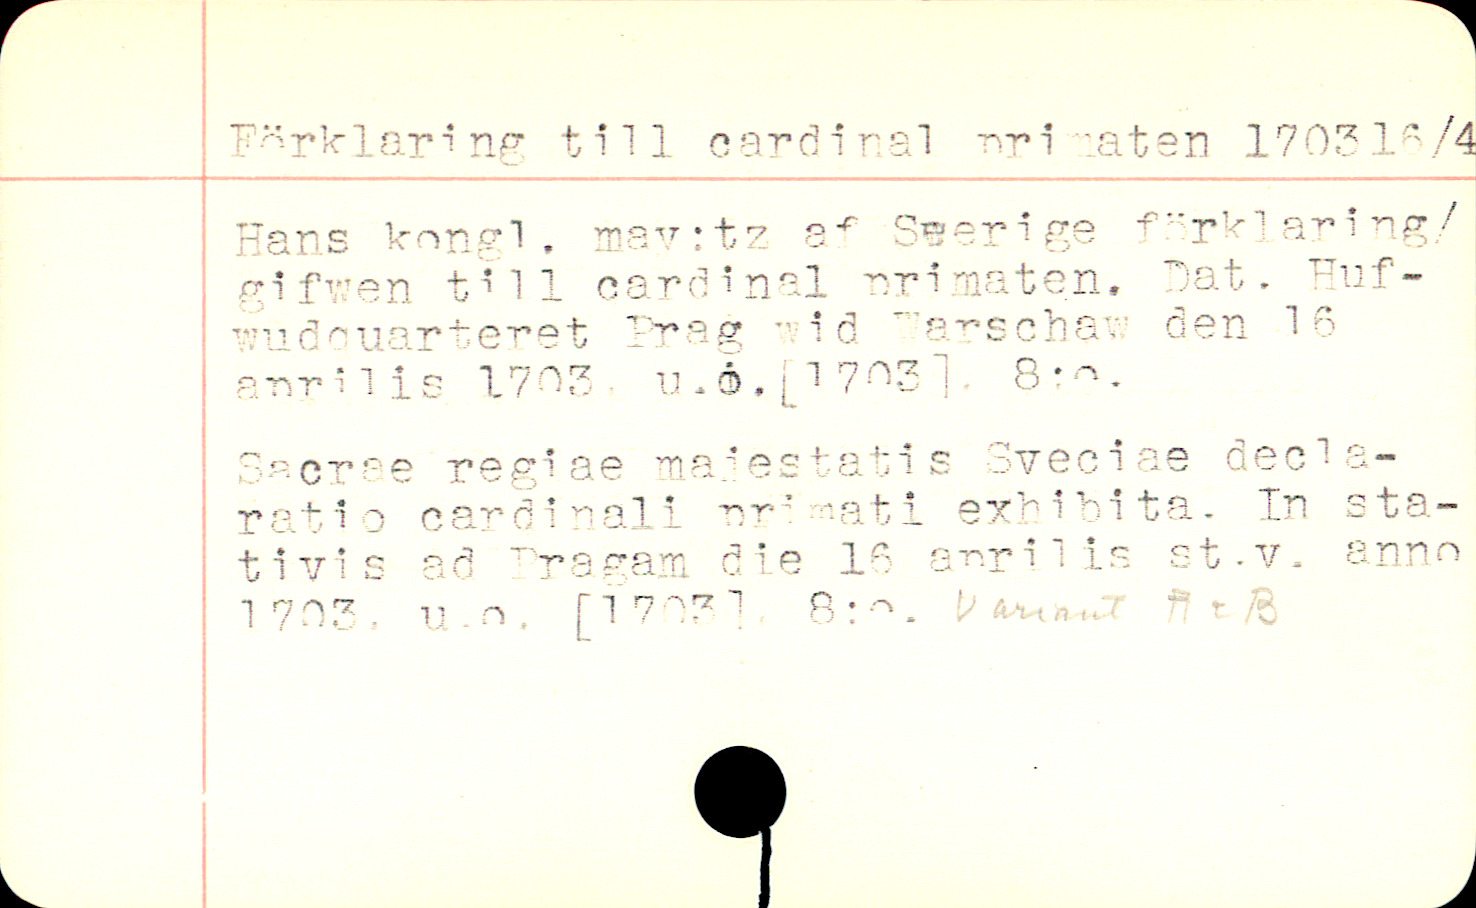 Förklaring till cardinal primaten 1703 16/4
Hans kongl. may:tz af Swerige förklaring/
gifwen till cardinal primaten. Dat. Huf-
wudquarteret Prag wid Warschaw den 16
aprilis 1703. u.o.[1703]. 8:o.
Sacrae regiae majestatis Sveciae decla-
ratio cardinali primati exhibita. In sta-
tivis ad Pragam die 16 aprilis st.v. anno
1703. u.o. [1703]. 8:o. Variant A & B